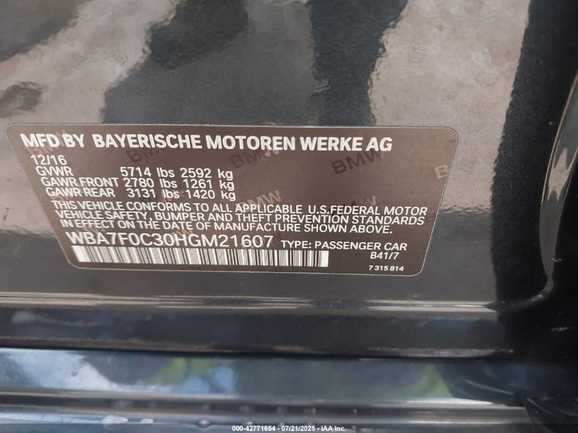 MFD BY BAYERISCHE MOTOREN WERKE AG
12/16
GVWR 5714 lbs 2592 kg
GAWR FRONT 2780 lbs 1261 kg
GAWR REAR 3131 lbs 1420 kg
THIS VEHICLE CONFORMS TO ALL APPLICABLE U.S.FEDERAL MOTOR
VEHICLE SAFETY, BUMPER AND THEFT PREVENTION STANDARDS
IN EFFECT ON THE DATE OF MANUFACTURE SHOWN ABOVE.
WBA7F0C30HGM21607 TYPE: PASSENGER CAR
B41/7
7 315 814
BMW
BMW
000-42771654 - 07/21/2025 - © IAA, LLC